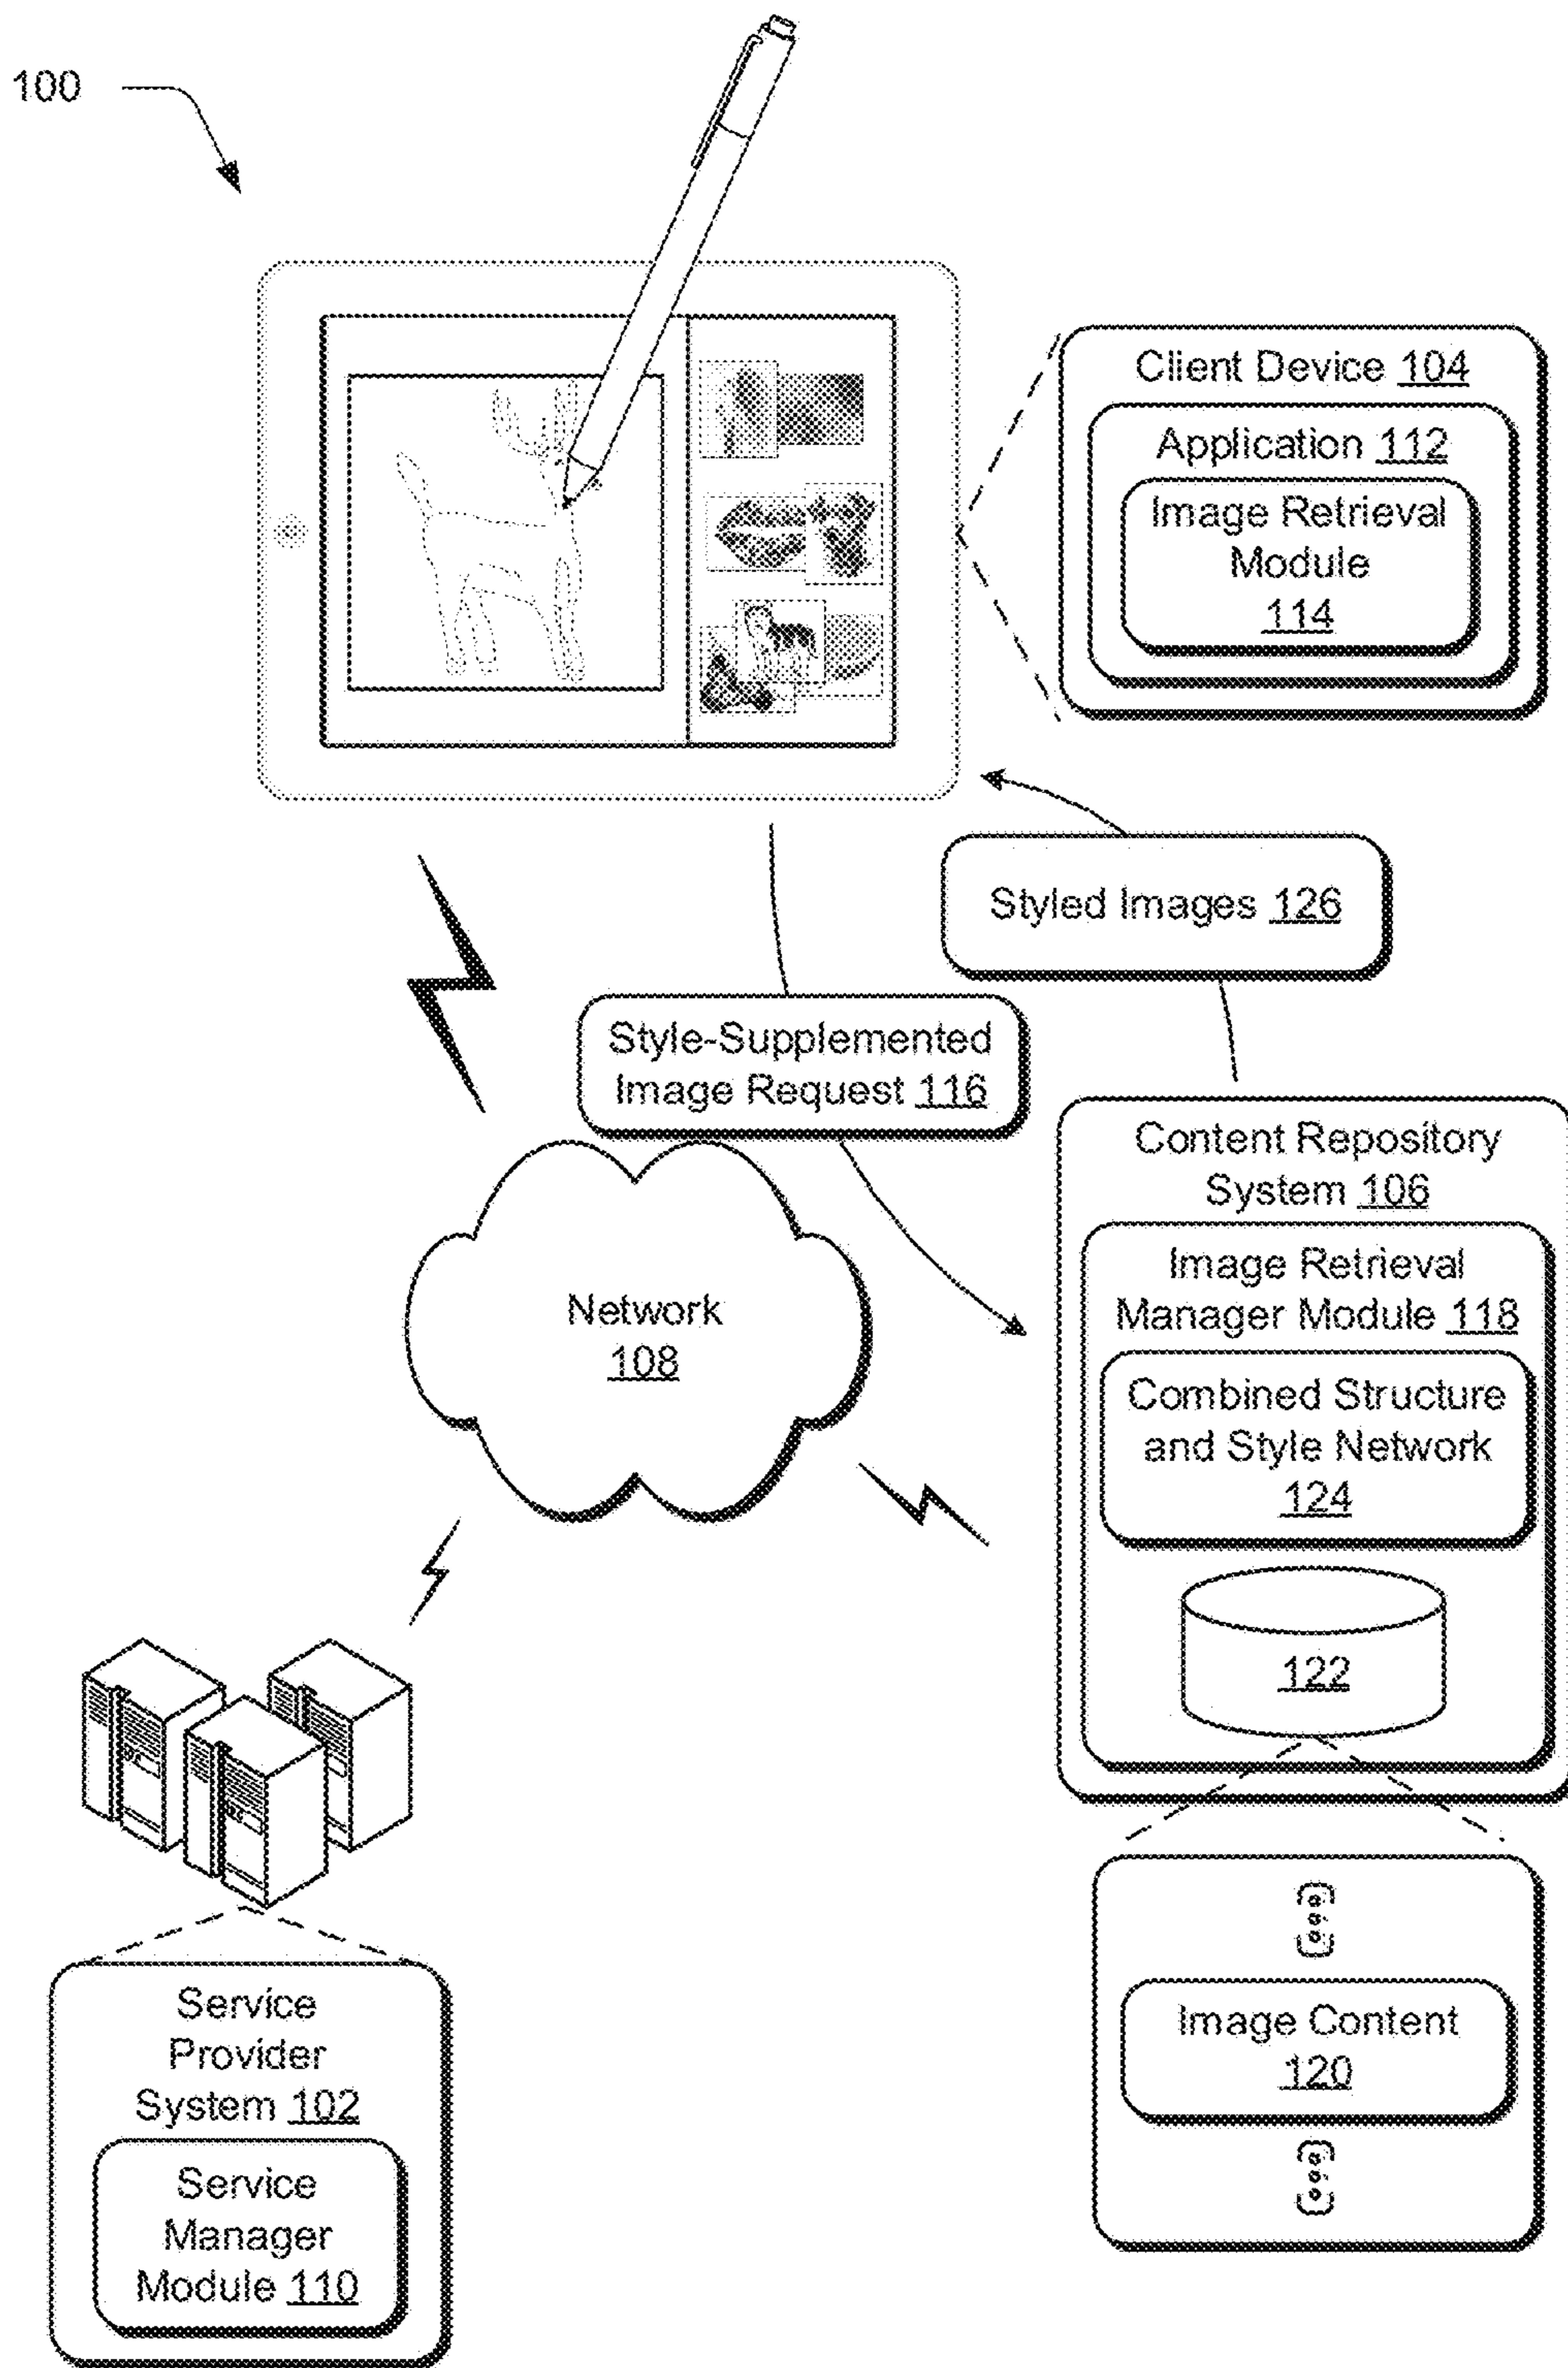 100
Client Device 104
Application 112
Image Retrieval
Module
114
Styled Images 126
Style-Supplemented
Image Request 116
Content Repository
System 106
Image Retrieval
Manager Module 118
Combined Structure
and Style Network
124
122
Network
108
Service
Provider
System 102
Service
Manager
Module 110
Image Content
120